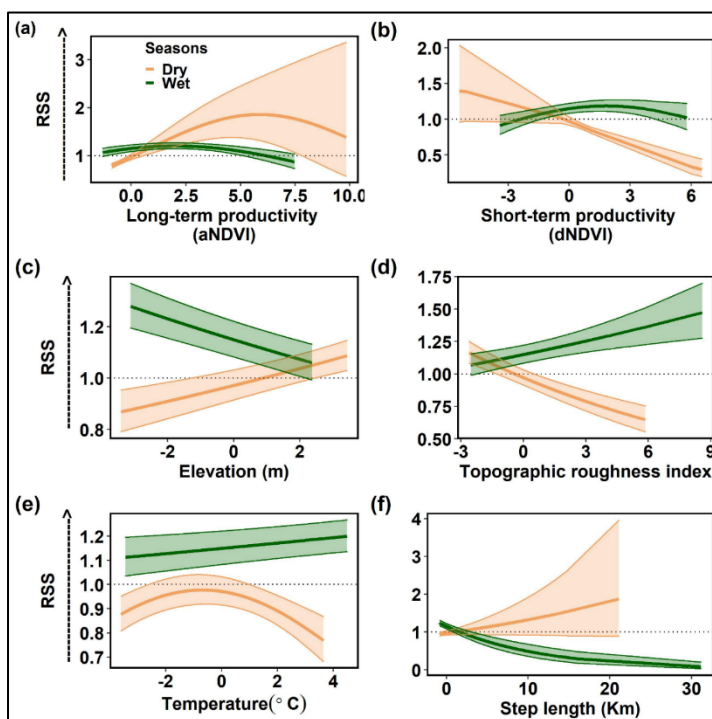 (a)
Seasons
Dry
Wet
RSS
3
2
1
0.0 2.5 5.0 7.5 10.0
Long-term productivity
(aNDVI)
(b)
2.0
1.5
1.0
0.5
-3 0 3 6
Short-term productivity
(dNDVI)
(c)
RSS
1.2
1.0
0.8
-2 0 2
Elevation (m)
(d)
1.75
1.50
1.25
1.00
0.75
0.50
-3 0 3 6 9
Topographic roughness index
(e)
RSS
1.2
1.1
1.0
0.9
0.8
0.7
-2 0 2 4
Temperature(° C)
(f)
4
3
2
1
0
0 10 20 30
Step length (Km)